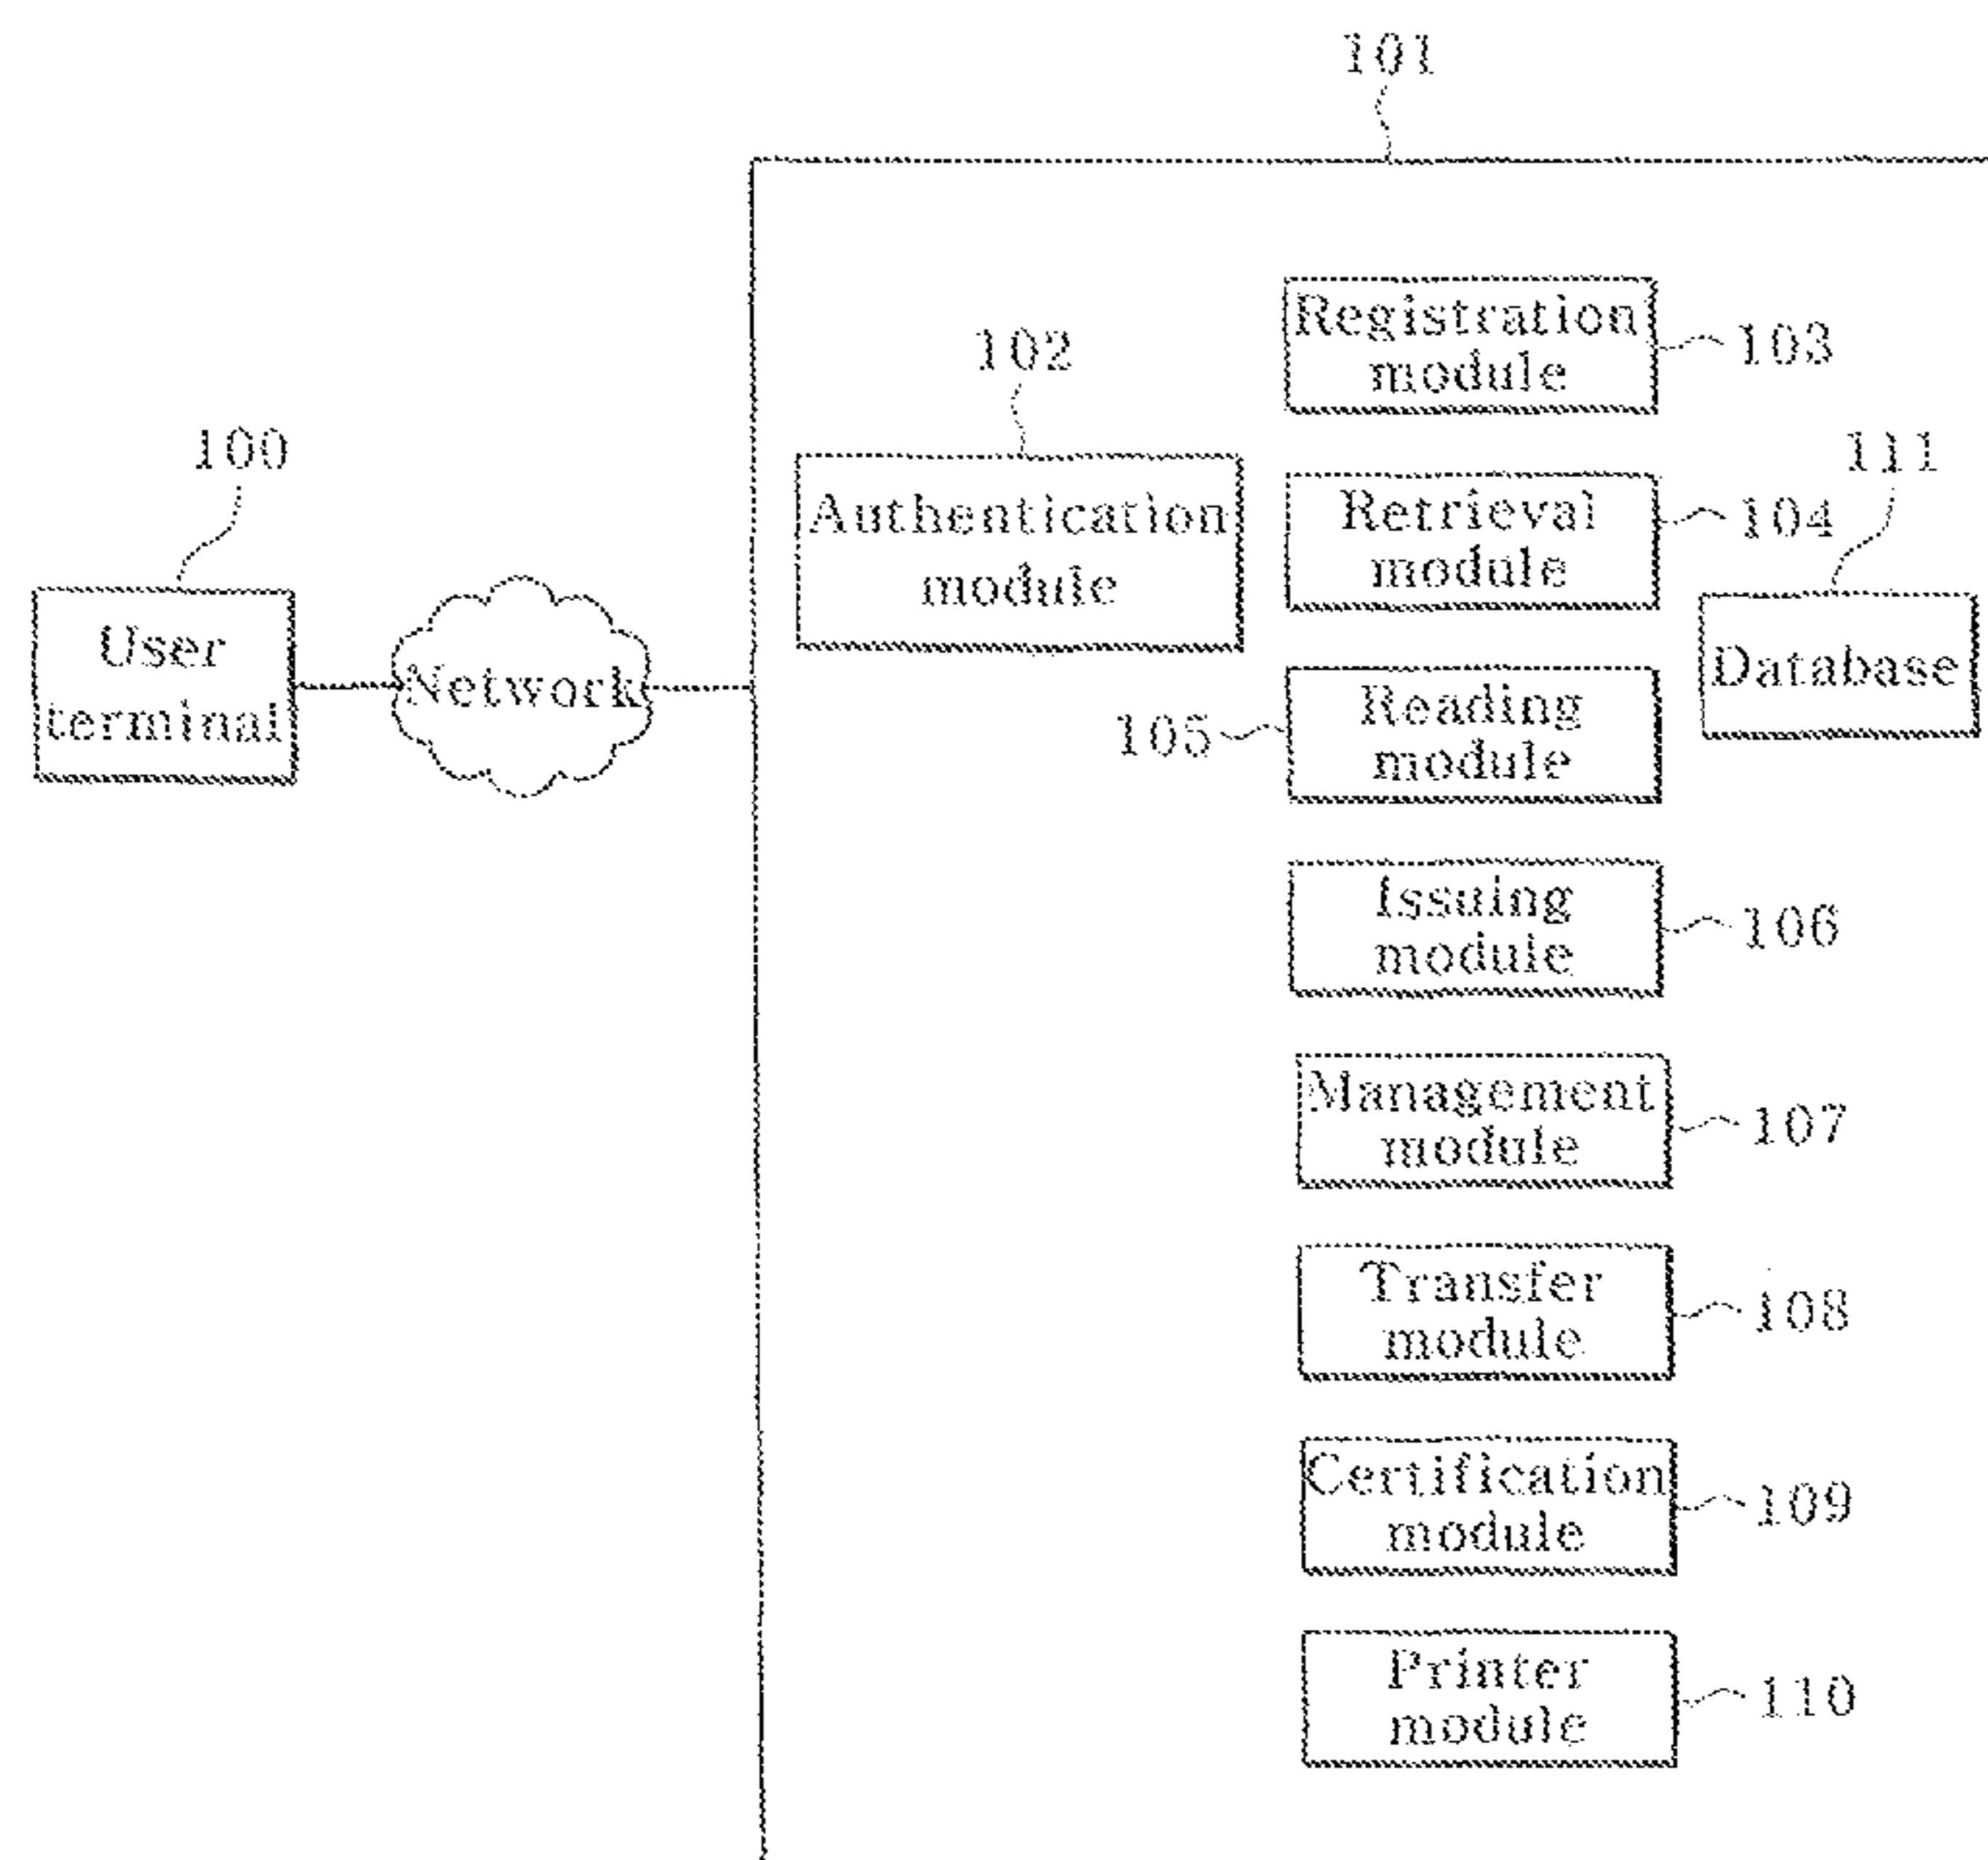 101
Registration
module
103
102
Authentication
module
100
User
terminal
Network
Retrieval
module
104
111
Database
105
Reading
module
Issuing
module
106
Management
module
107
Transfer
module
108
Certification
module
109
Printer
module
110